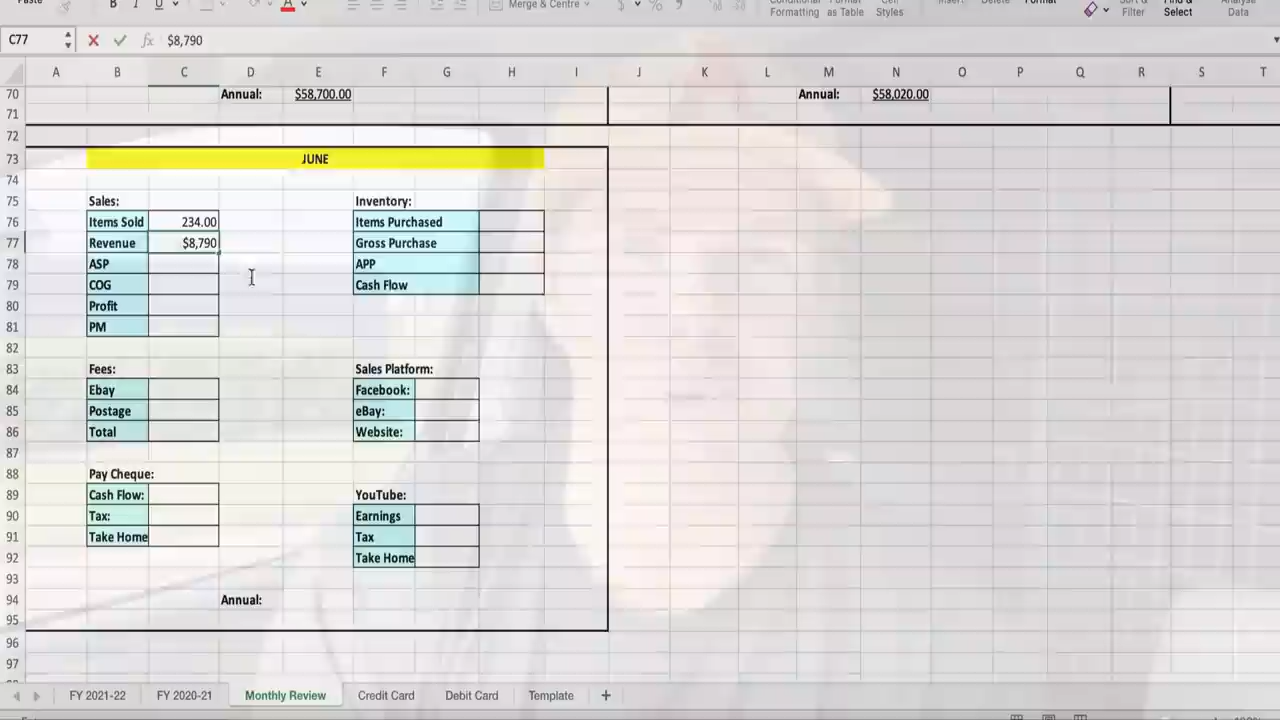 Paste B I U A Merge & Centre $ % Conditional Format Cell Insert Delete Format Sort & Find & Analyse
Formatting as Table Styles Filter Select Data
C77 fx $8,790
A B C D E F G H I J K L M N O P Q R S T
70 Annual: $58,700.00 Annual: $58,020.00
71
72
73 JUNE
74
75 Sales: Inventory:
76 Items Sold 234.00 Items Purchased
77 Revenue $8,790 Gross Purchase
78 ASP APP
79 COG Cash Flow
80 Profit
81 PM
82
83 Fees: Sales Platform:
84 Ebay Facebook:
85 Postage eBay:
86 Total Website:
87
88 Pay Cheque:
89 Cash Flow: YouTube:
90 Tax: Earnings
91 Take Home Tax
92 Take Home
93
94 Annual:
95
96
97
FY 2021-22 FY 2020-21 Monthly Review Credit Card Debit Card Template +